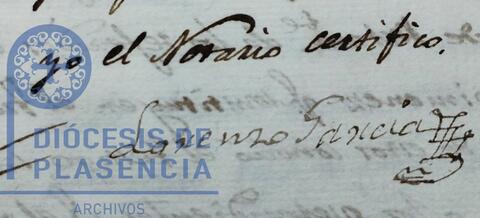 yo el Notario certifico.
Lorenzo Garcia
DIÓCESIS DE
PLASENCIA
ARCHIVOS